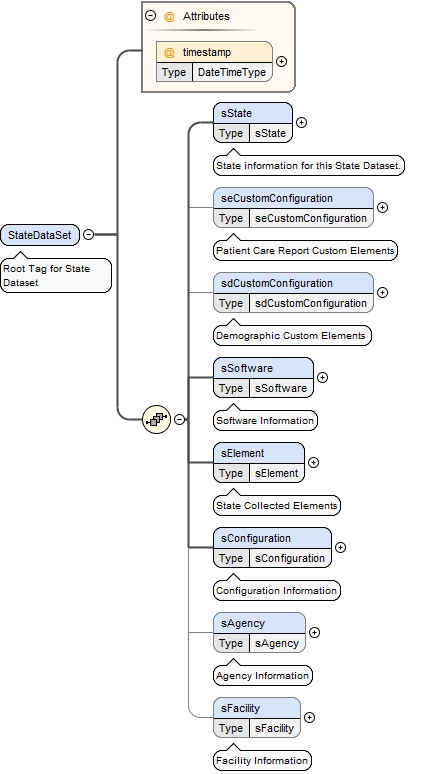 @ Attributes
@ timestamp
Type DateTimeType
sState
Type sState
State information for this State Dataset.
seCustomConfiguration
Type seCustomConfiguration
Patient Care Report Custom Elements
StateDataSet
Root Tag for State
Dataset
sdCustomConfiguration
Type sdCustomConfiguration
Demographic Custom Elements
sSoftware
Type sSoftware
Software Information
sElement
Type sElement
State Collected Elements
sConfiguration
Type sConfiguration
Configuration Information
sAgency
Type sAgency
Agency Information
sFacility
Type sFacility
Facility Information